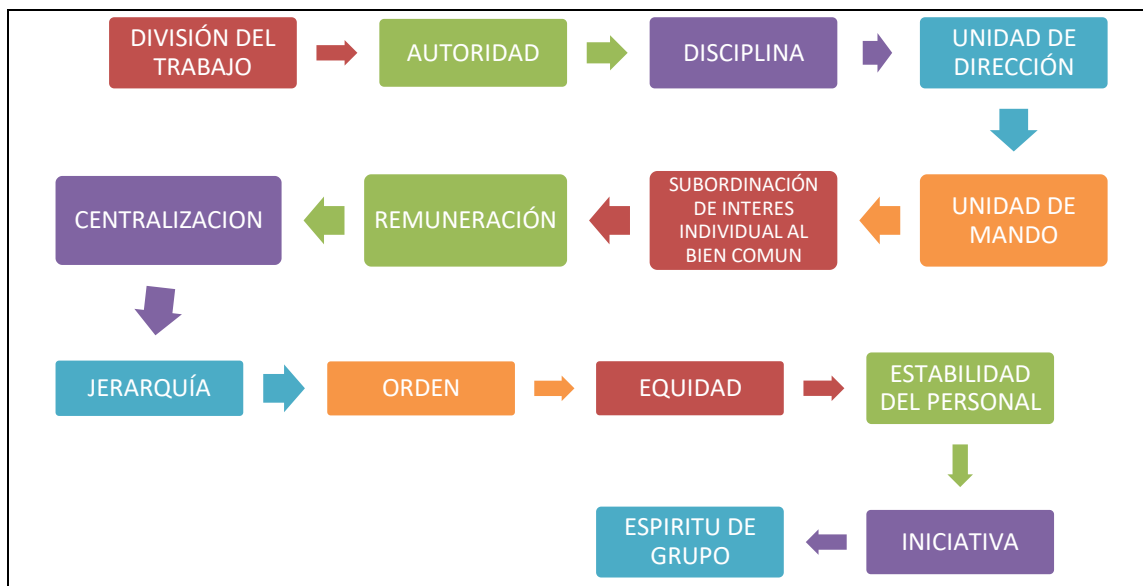 DIVISIÓN DEL
TRABAJO
AUTORIDAD
DISCIPLINA
UNIDAD DE
DIRECCIÓN
UNIDAD DE
MANDO
SUBORDINACIÓN
DE INTERES
INDIVIDUAL AL
BIEN COMUN
REMUNERACIÓN
CENTRALIZACION
JERARQUÍA
ORDEN
EQUIDAD
ESTABILIDAD
DEL PERSONAL
INICIATIVA
ESPIRITU DE
GRUPO